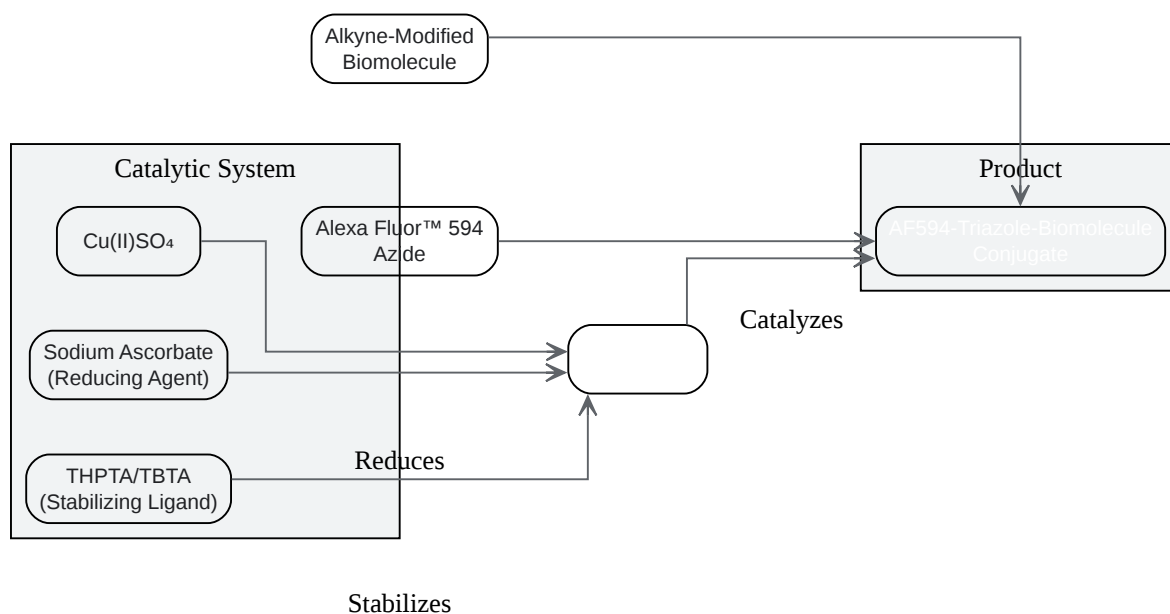 Alkyne-Modified
Biomolecule
Catalytic System
Product
Cu(II)SO₄
Alexa Fluor™ 594
Azide
AF594-Triazole-Biomolecule
Conjugate
Catalyzes
Sodium Ascorbate
(Reducing Agent)
Reduces
THPTA/TBTA
(Stabilizing Ligand)
Stabilizes